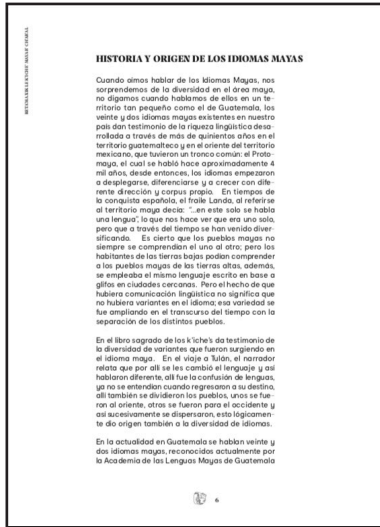 HISTORIA Y ORIGEN DE LOS IDIOMAS MAYAS
Cuando oimos hablar de los Idiomas Mayas, nos
sorprendemos de la diversidad en el área maya,
no digamos cuando hablamos de ellos en un te-
rritorio tan pequeño como el de Guatemala, los
veinte y dos idiomas mayas existentes en nuestro
país dan testimonio de la riqueza lingüística desa-
rrollada a través de más de quinientos años en el
territorio guatemalteco y en el oriente del territorio
mexicano, que tuvieron un tronco común; el Proto-
maya, el cual se habló hace aproximadamente 4
mil años, desde entonces, los idiomas empezaron
a desplegarse, diferenciarse y a crecer con dife-
rente dirección y corpus propio. En tiempos de
la conquista española, el fraile Landa, al referirse
al territorio maya decía: "...en este solo se habla
una lengua", lo que nos hace ver que era uno solo,
pero que a través del tiempo se han venido diver-
sificando. Es cierto que los pueblos mayas no
siempre se comprendían el uno al otro; pero los
habitantes de las tierras bajas podían comprender
a los pueblos mayas de las tierras altas, además,
se empleaba el mismo lenguaje escrito en base a
glifos en ciudades cercanas. Pero el hecho de que
hubiera comunicación lingüística no significa que
no hubiera variantes en el idioma; esa variedad se
fue ampliando en el transcurso del tiempo con la
separación de los distintos pueblos.
En el libro sagrado de los k'iche's da testimonio de
la diversidad de variantes que fueron surgiendo en
el idioma maya. En el viaje a Tulán, el narrador
relata que por allí se les cambió el lenguaje y así
hablaron diferente, allí fue la confusión de lenguas,
ya no se entendían cuando regresaron a su destino,
allí también se dividieron los pueblos, unos se fue-
ron al oriente, otros se fueron para el occidente y
así sucesivamente se dispersaron, esto lógicamen-
te dio origen también a la diversidad de idiomas.
En la actualidad en Guatemala se hablan veinte y
dos idiomas mayas, reconocidos actualmente por
la Academia de las Lenguas Mayas de Guatemala
6